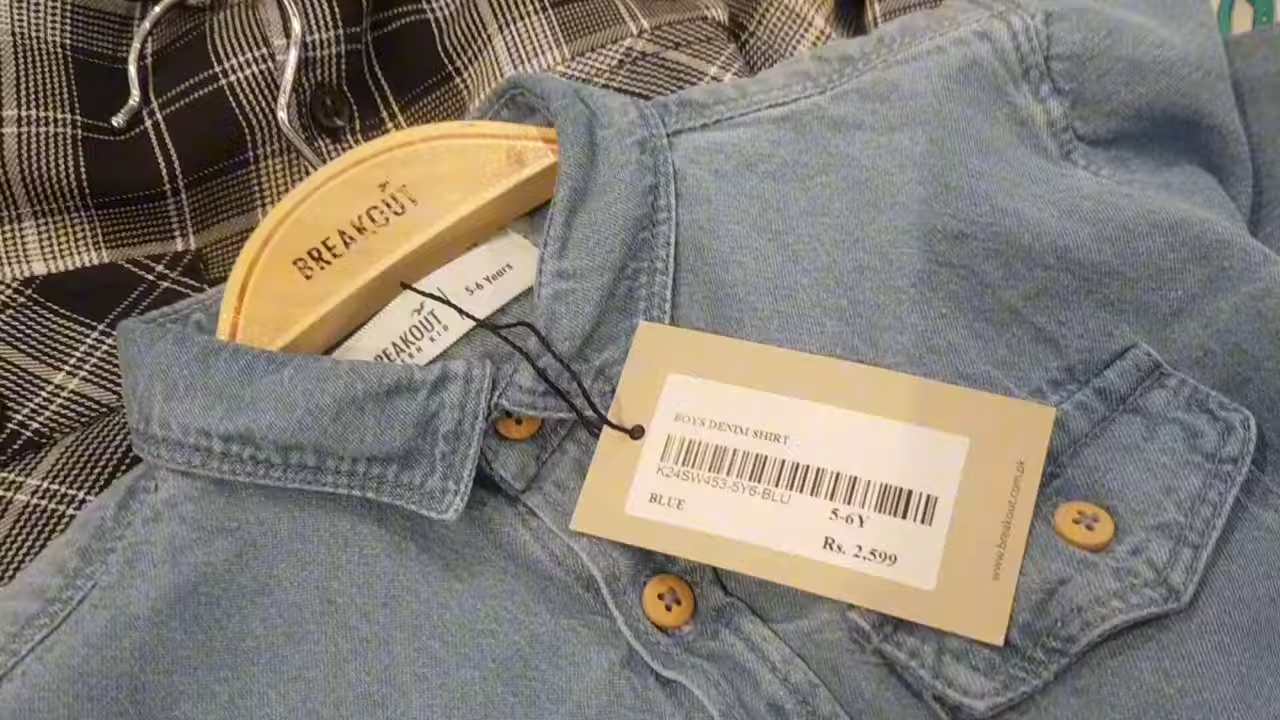 BREAKOUT
5-6 Years
BREAKOUT
BOYS DENIM SHIRT
K24SW453-5Y6-BLU
BLUE
5-6Y
Rs. 2,599
www.breakout.com.pk